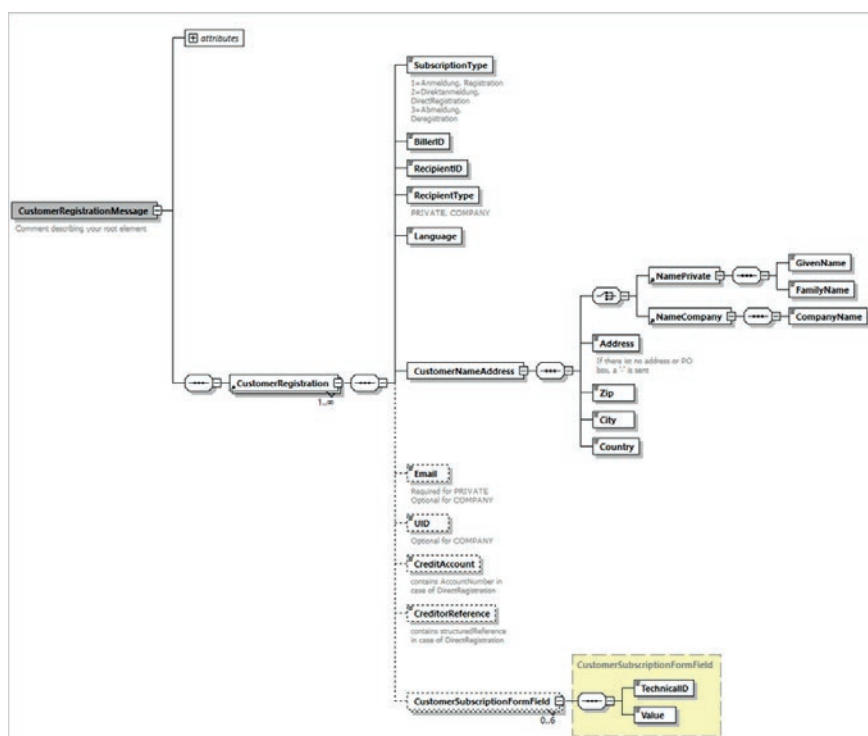 attributes
SubscriptionType
1=Anmeldung, Registration
2=Direktanmeldung,
DirectRegistration
3=Abmeldung,
Deregistration
BillerID
RecipientID
RecipientType
PRIVATE, COMPANY
Language
CustomerRegistrationMessage
Comment describing your root element
CustomerRegistration
1..∞
CustomerNameAddress
NamePrivate
GivenName
FamilyName
NameCompany
CompanyName
Address
If there ist no address or PO
box, a '-' is sent
Zip
City
Country
Email
Required for PRIVATE
Optional for COMPANY
UID
Optional for COMPANY
CreditAccount
contains AccountNumber in
case of DirectRegistration
CreditorReference
contains structuredReference
in case of DirectRegistration
CustomerSubscriptionFormField
0..6
CustomerSubscriptionFormField
TechnicalID
Value